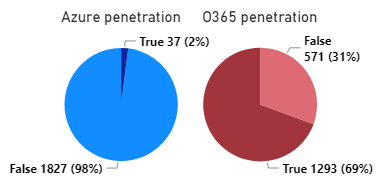 Azure penetration
True 37 (2%)
False 1827 (98%)
O365 penetration
False
571 (31%)
True 1293 (69%)